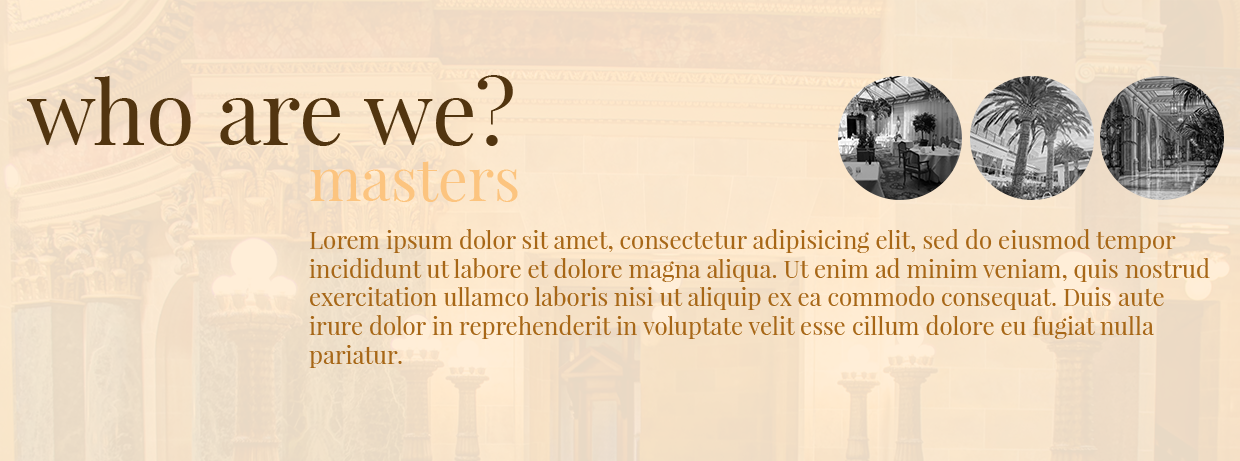 who are we?
masters
Lorem ipsum dolor sit amet, consectetur adipisicing elit, sed do eiusmod tempor
incididunt ut labore et dolore magna aliqua. Ut enim ad minim veniam, quis nostrud
exercitation ullamco laboris nisi ut aliquip ex ea commodo consequat. Duis aute
irure dolor in reprehenderit in voluptate velit esse cillum dolore eu fugiat nulla
pariatur.